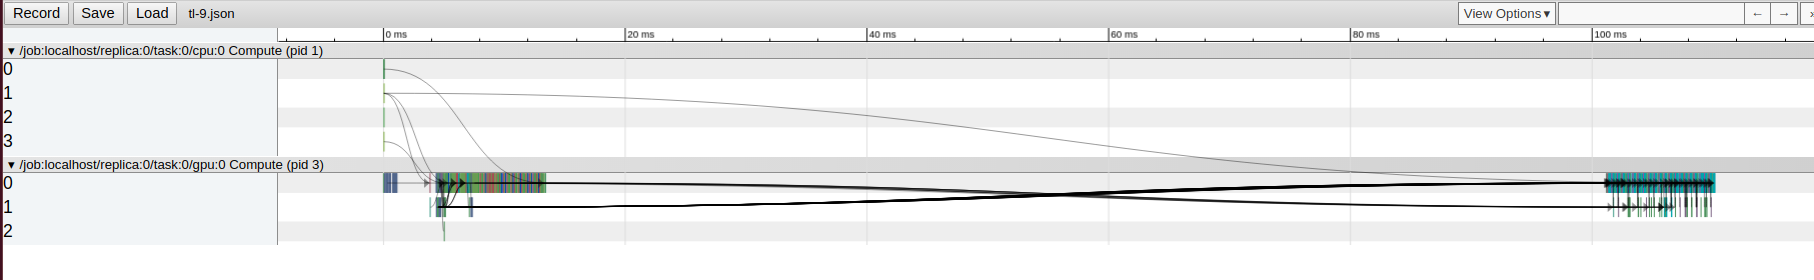 Record Save Load tl-9.json View Options▾ ← → »
0 ms 20 ms 40 ms 60 ms 80 ms 100 ms
▾ /job:localhost/replica:0/task:0/cpu:0 Compute (pid 1)
0
1
2
3
▾ /job:localhost/replica:0/task:0/gpu:0 Compute (pid 3)
0
1
2